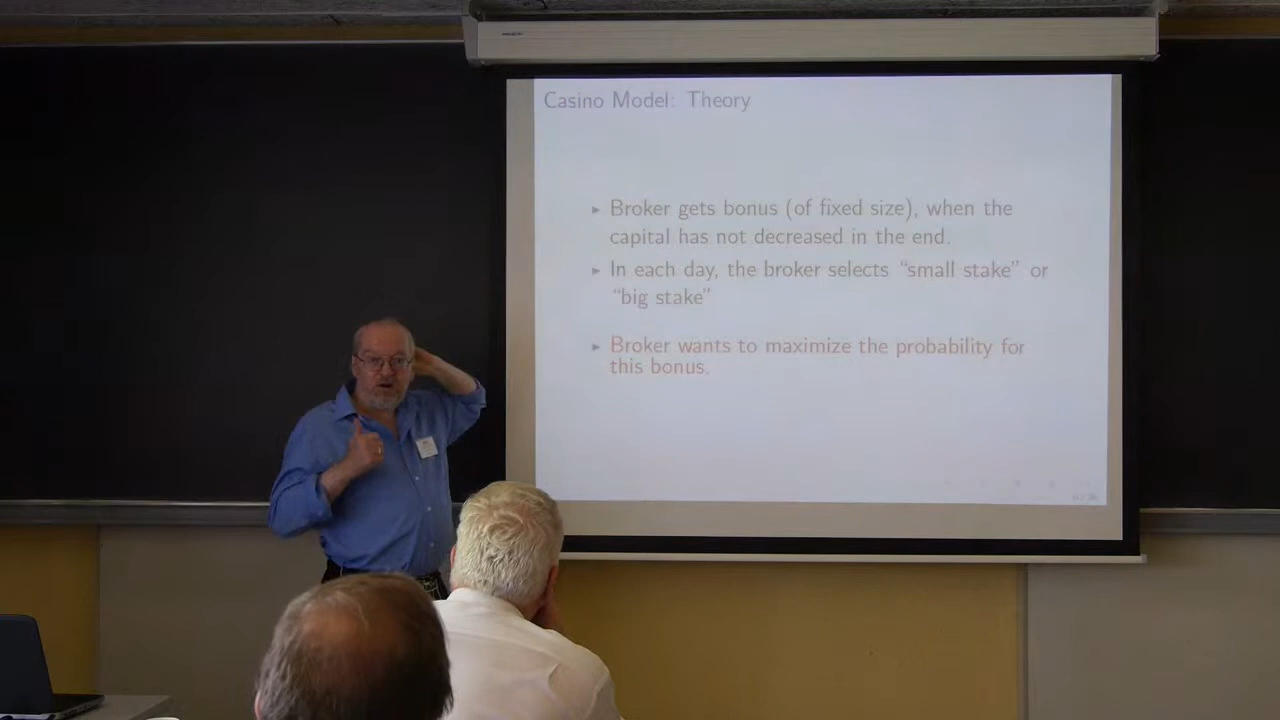 Casino Model: Theory
▸ Broker gets bonus (of fixed size), when the
capital has not decreased in the end.
▸ In each day, the broker selects “small stake” or
“big stake”
▸ Broker wants to maximize the probability for
this bonus.